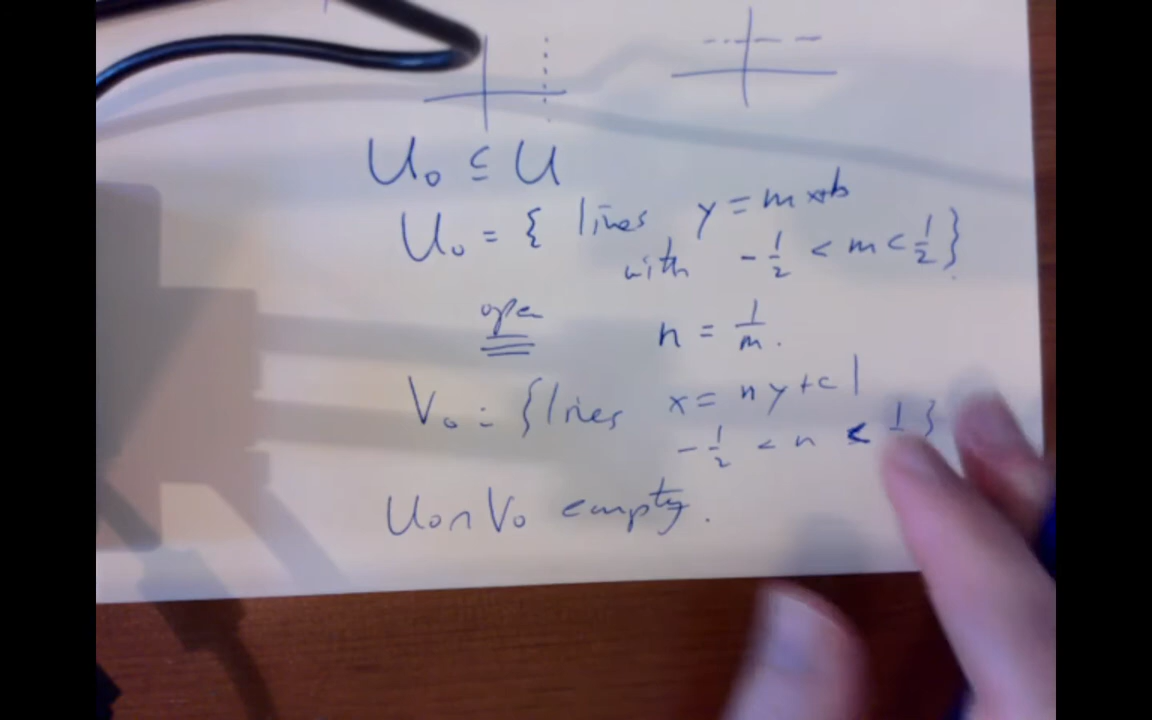 U₀ ⊆ U
U₀ = { lines y = mx+b
with -1/2 < m < 1/2 }
open n = 1/m.
V₀ = { lines x = ny + c |
-1/2 < n < 1/ }
U₀ ∩ V₀ empty.